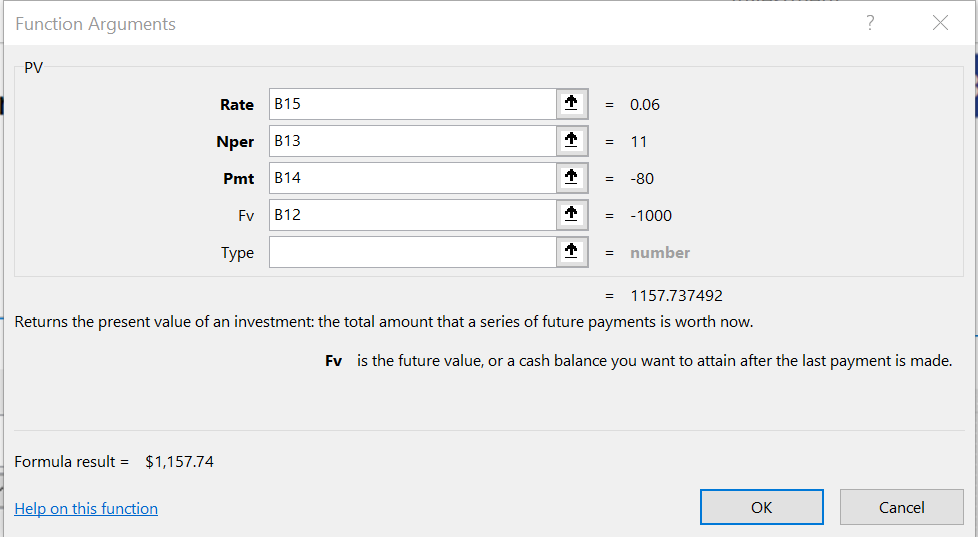 Function Arguments ?
PV
Rate B15 = 0.06
Nper B13 = 11
Pmt B14 = -80
Fv B12 = -1000
Type = number
= 1157.737492
Returns the present value of an investment: the total amount that a series of future payments is worth now.
Fv is the future value, or a cash balance you want to attain after the last payment is made.
Formula result = $1,157.74
Help on this function OK Cancel